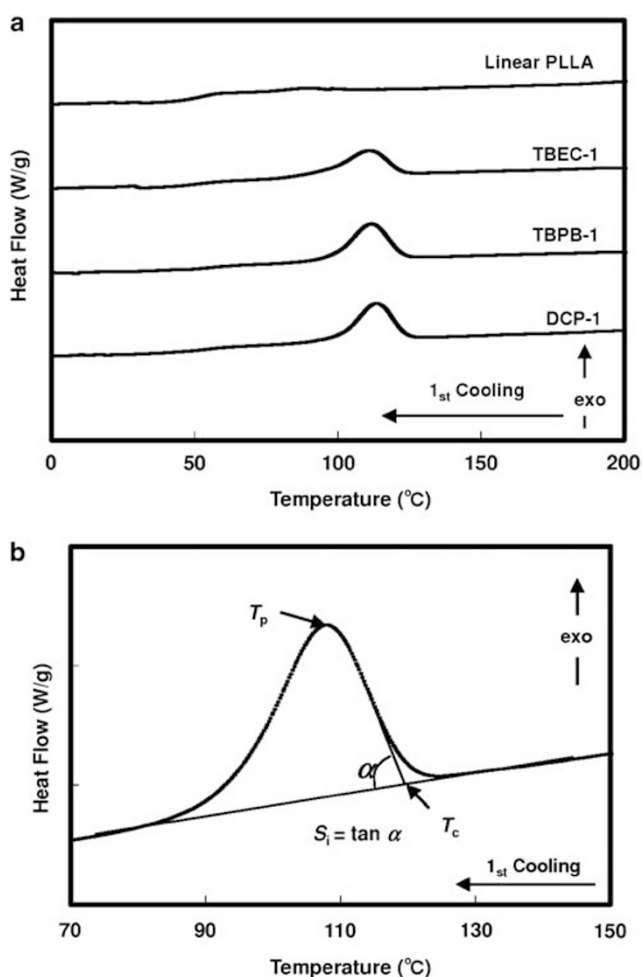 a
Linear PLLA
TBEC-1
TBPB-1
DCP-1
1st Cooling
exo
Heat Flow (W/g)
0 50 100 150 200
Temperature (°C)
b
Tp
exo
α
Si = tan α
Tc
1st Cooling
Heat Flow (W/g)
70 90 110 130 150
Temperature (°C)